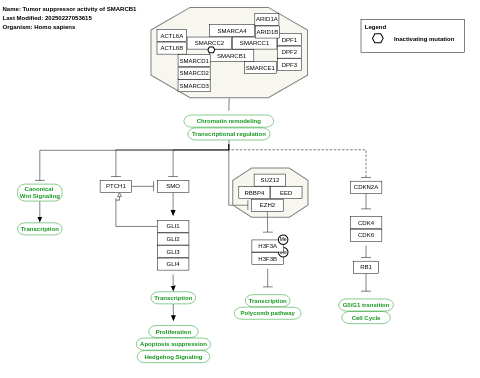 Name: Tumor suppressor activity of SMARCB1
Last Modified: 20250227053615
Organism: Homo sapiens
Legend
Inactivating mutation
ARID1A
ARID1B
SMARCA4
ACTL6A
ACTL6B
SMARCC2
SMARCC1
DPF1
DPF2
DPF3
SMARCB1
SMARCD1
SMARCD2
SMARCD3
SMARCE1
Chromatin remodeling
Transcriptional regulation
Canonical
Wnt Signaling
Transcription
PTCH1
SMO
GLI1
GLI2
GLI3
GLI4
Transcription
Proliferation
Apoptosis suppression
Hedgehog Signaling
SUZ12
RBBP4
EED
EZH2
H3F3A
H3F3B
Me
Transcription
Polycomb pathway
CDKN2A
CDK4
CDK6
RB1
G0/G1 transition
Cell Cycle